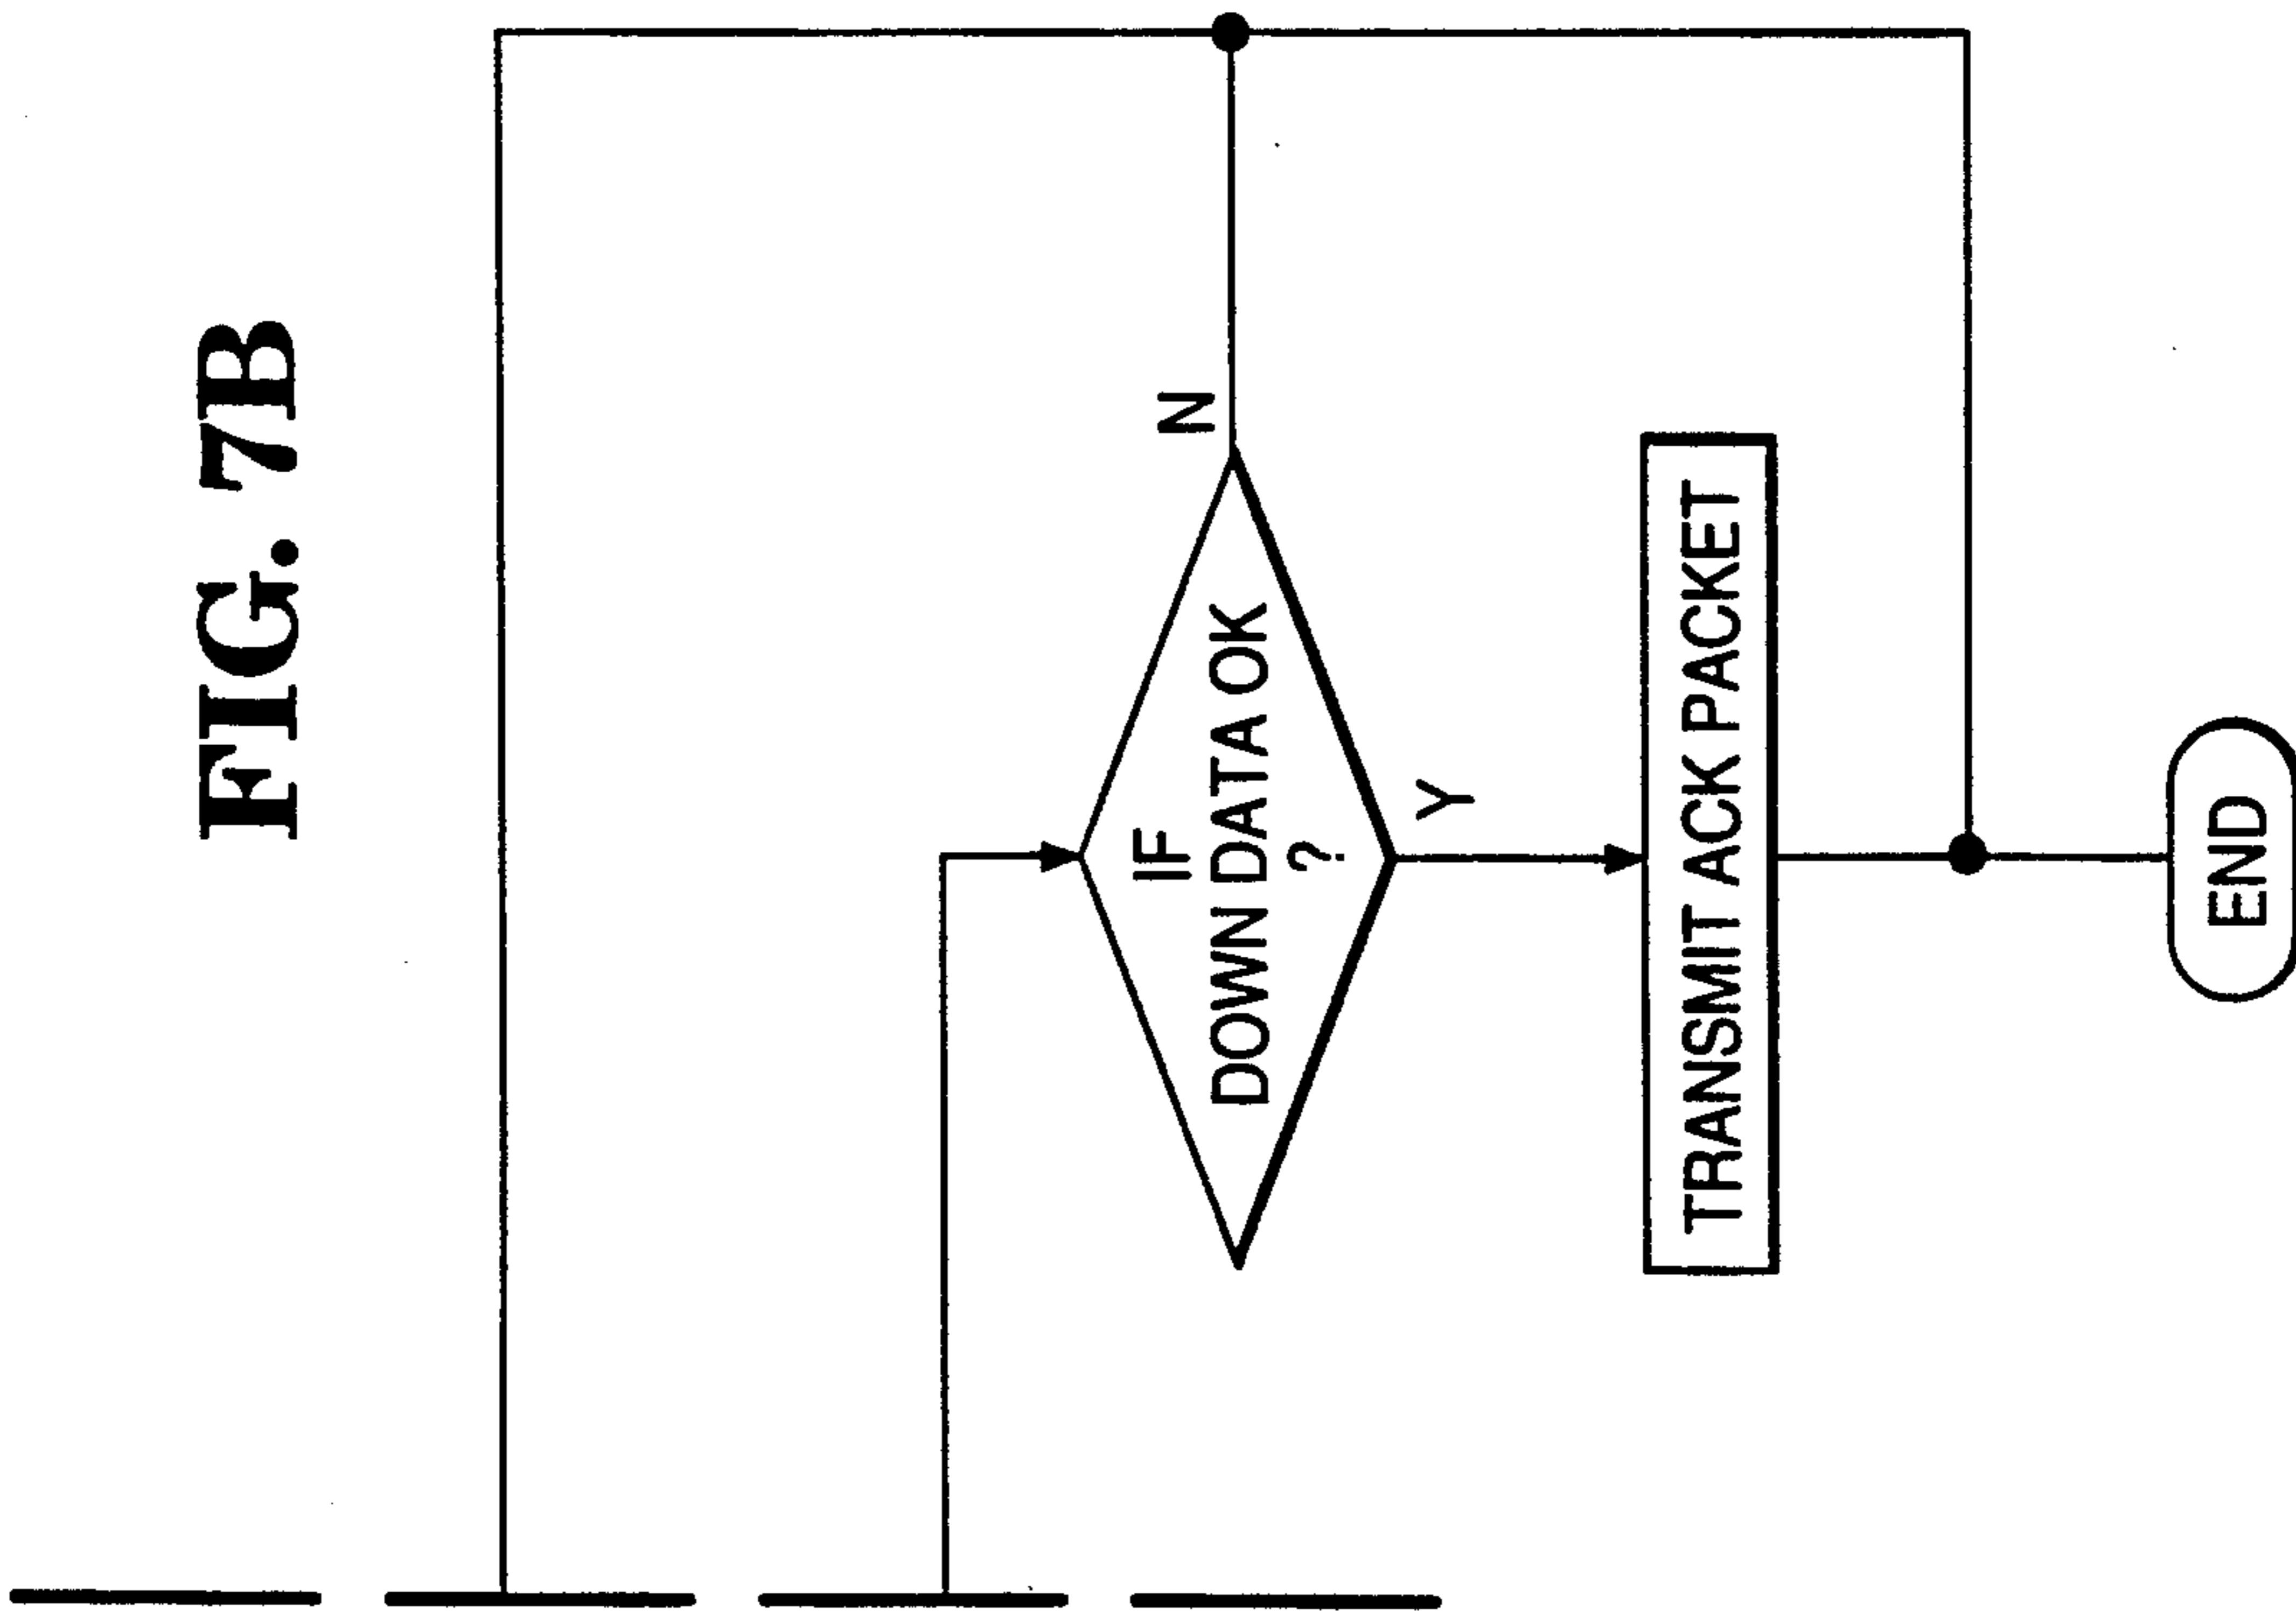 FIG. 7B
IF
DOWN DATA OK
?
N
Y
TRANSMIT ACK PACKET
END